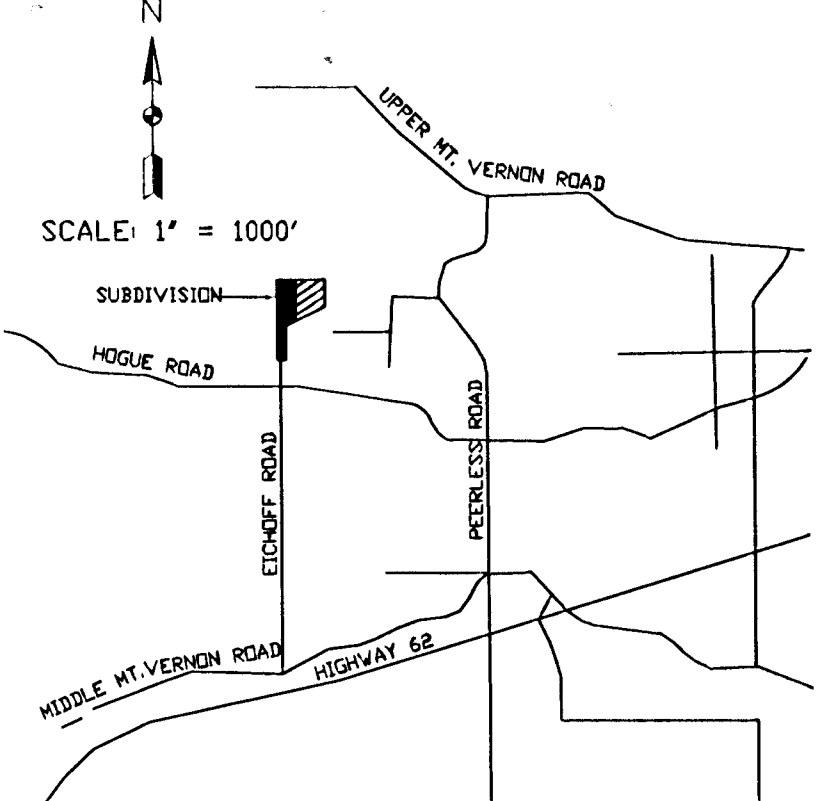 N
UPPER MT. VERNON ROAD
SCALE: 1" = 1000'
SUBDIVISION
HOGUE ROAD
EICHOFF ROAD
PEERLESS ROAD
MIDDLE MT.VERNON ROAD
HIGHWAY 62